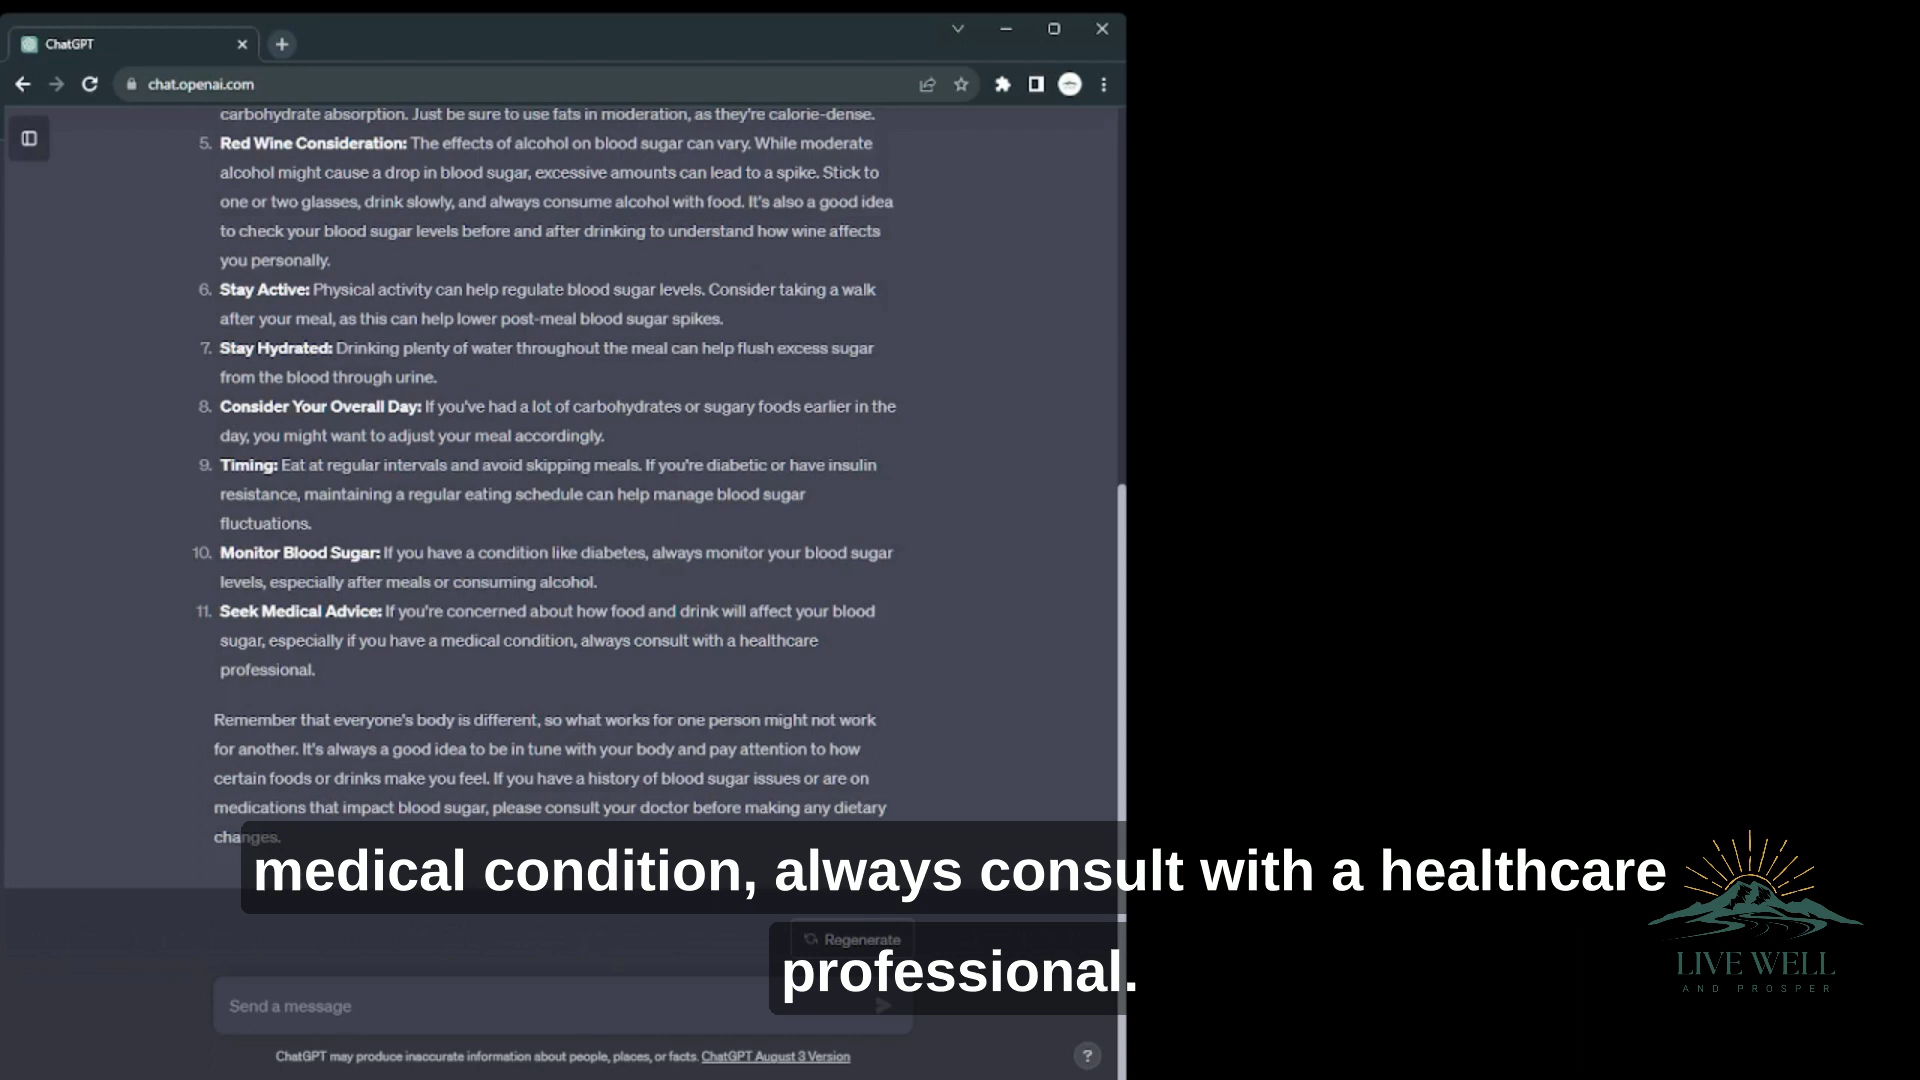 ChatGPT
chat.openai.com
carbohydrate absorption. Just be sure to use fats in moderation, as they're calorie-dense.
5. Red Wine Consideration: The effects of alcohol on blood sugar can vary. While moderate
alcohol might cause a drop in blood sugar, excessive amounts can lead to a spike. Stick to
one or two glasses, drink slowly, and always consume alcohol with food. It's also a good idea
to check your blood sugar levels before and after drinking to understand how wine affects
you personally.
6. Stay Active: Physical activity can help regulate blood sugar levels. Consider taking a walk
after your meal, as this can help lower post-meal blood sugar spikes.
7. Stay Hydrated: Drinking plenty of water throughout the meal can help flush excess sugar
from the blood through urine.
8. Consider Your Overall Day: If you've had a lot of carbohydrates or sugary foods earlier in the
day, you might want to adjust your meal accordingly.
9. Timing: Eat at regular intervals and avoid skipping meals. If you're diabetic or have insulin
resistance, maintaining a regular eating schedule can help manage blood sugar
fluctuations.
10. Monitor Blood Sugar: If you have a condition like diabetes, always monitor your blood sugar
levels, especially after meals or consuming alcohol.
11. Seek Medical Advice: If you're concerned about how food and drink will affect your blood
sugar, especially if you have a medical condition, always consult with a healthcare
professional.
Remember that everyone's body is different, so what works for one person might not work
for another. It's always a good idea to be in tune with your body and pay attention to how
certain foods or drinks make you feel. If you have a history of blood sugar issues or are on
medications that impact blood sugar, please consult your doctor before making any dietary
changes.
medical condition, always consult with a healthcare
professional.
Regenerate
Send a message
ChatGPT may produce inaccurate information about people, places, or facts. ChatGPT August 3 Version
?
LIVE WELL
AND PROSPER